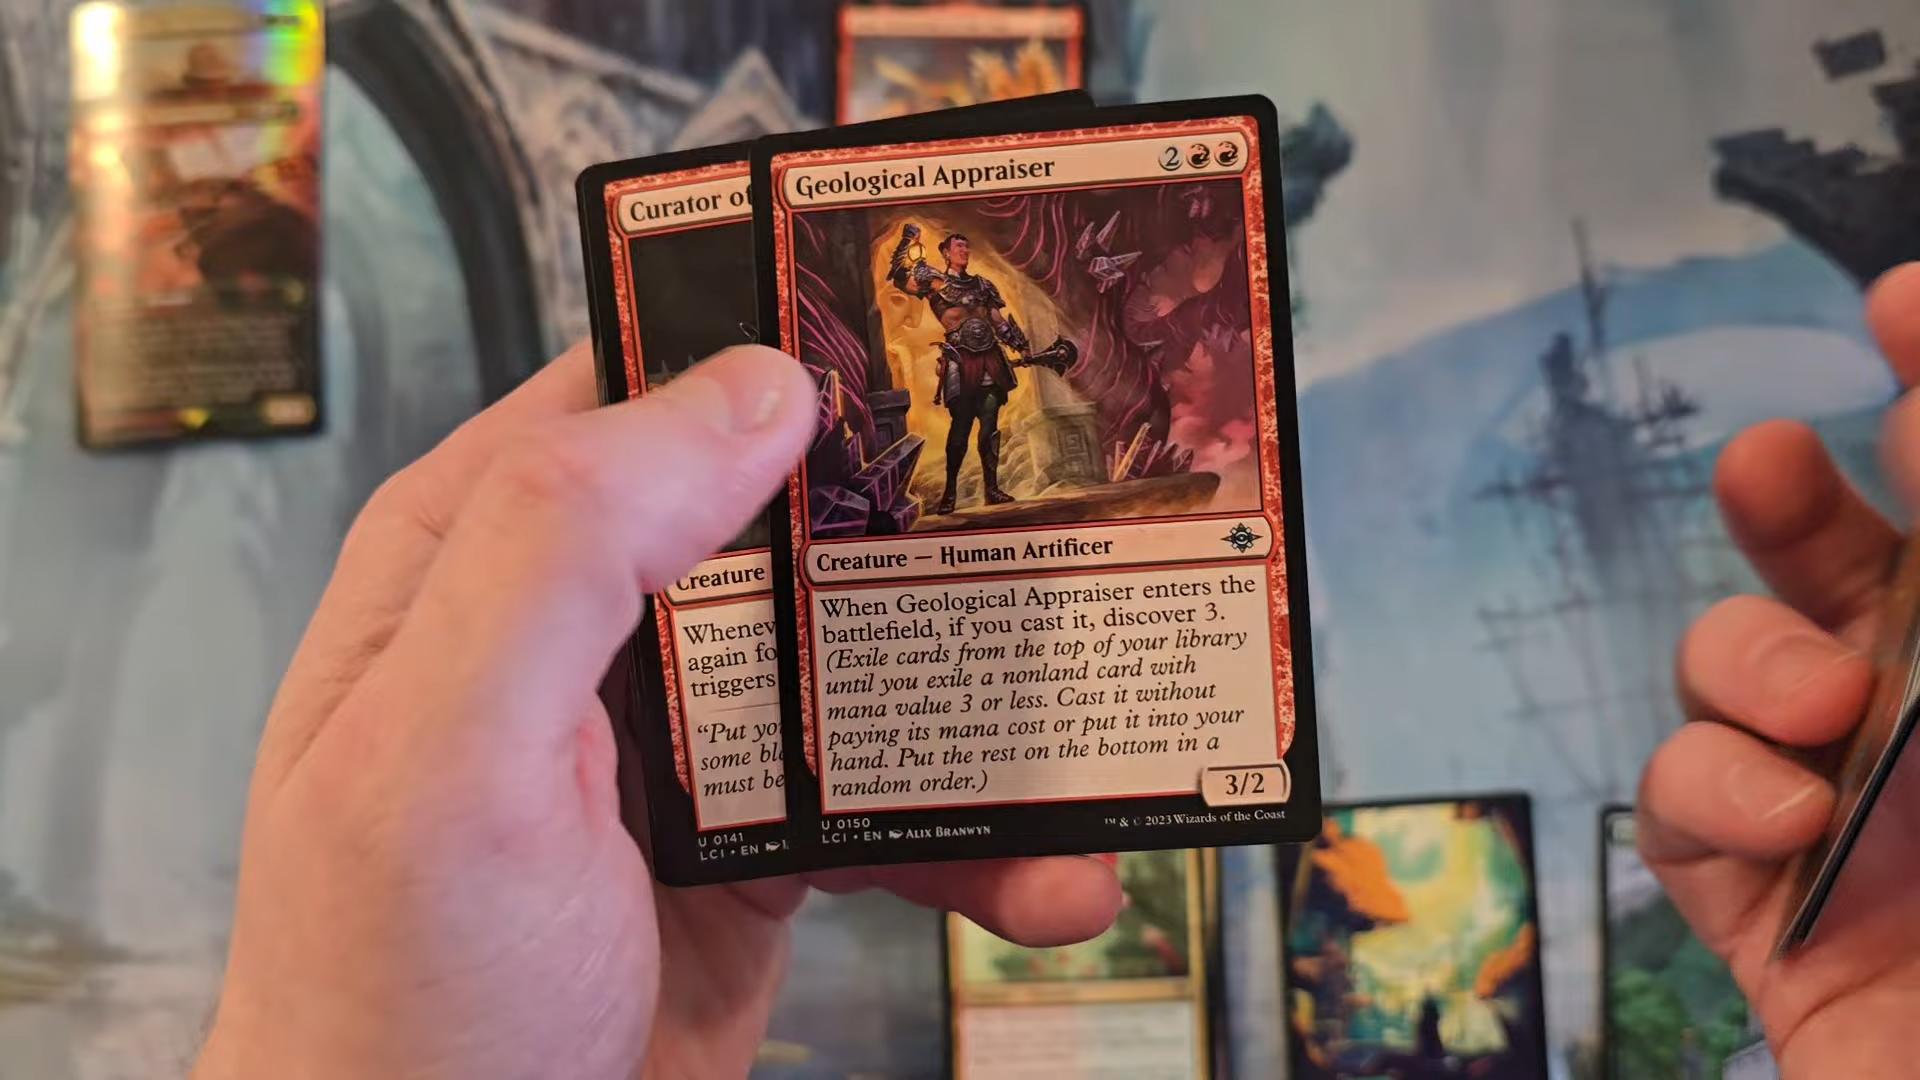 Curator of
Creature
Whenev
again fo
triggers
“Put yo
some bl
must be
U 0141
LCI • EN
Geological Appraiser
2
Creature — Human Artificer
When Geological Appraiser enters the
battlefield, if you cast it, discover 3.
(Exile cards from the top of your library
until you exile a nonland card with
mana value 3 or less. Cast it without
paying its mana cost or put it into your
hand. Put the rest on the bottom in a
random order.)
3/2
U 0150
LCI • EN Alix Branwyn
™ & © 2023 Wizards of the Coast